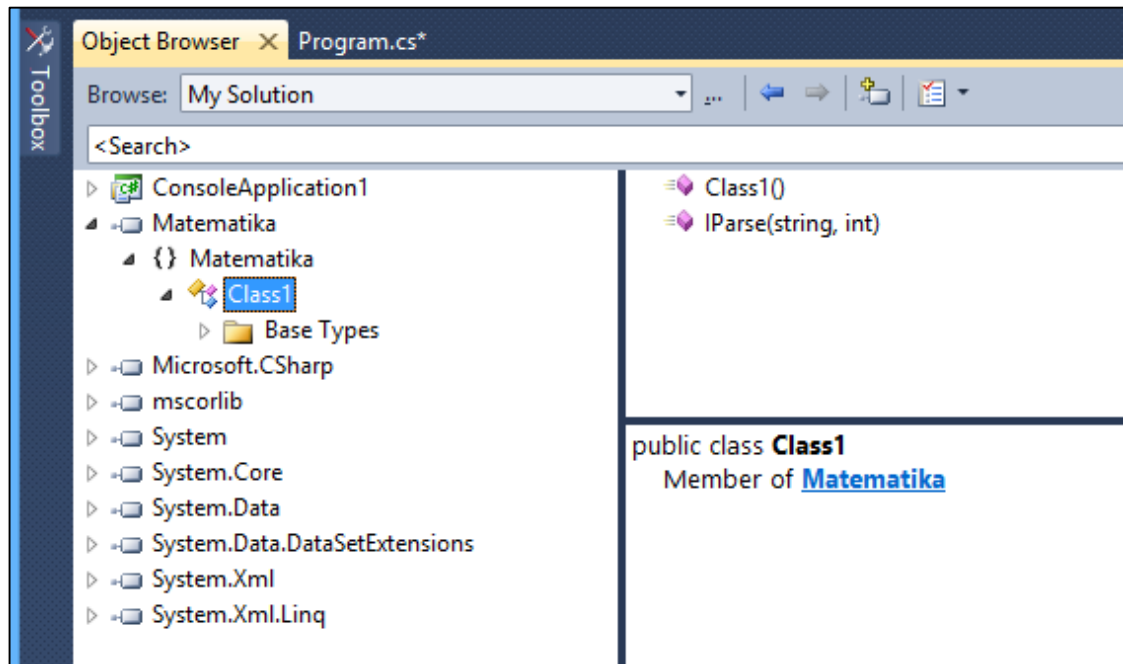 Toolbox
Object Browser
Program.cs*
Browse: My Solution
...
<Search>
ConsoleApplication1
Matematika
{} Matematika
Class1
Base Types
Microsoft.CSharp
mscorlib
System
System.Core
System.Data
System.Data.DataSetExtensions
System.Xml
System.Xml.Linq
Class1()
IParse(string, int)
public class Class1
Member of Matematika